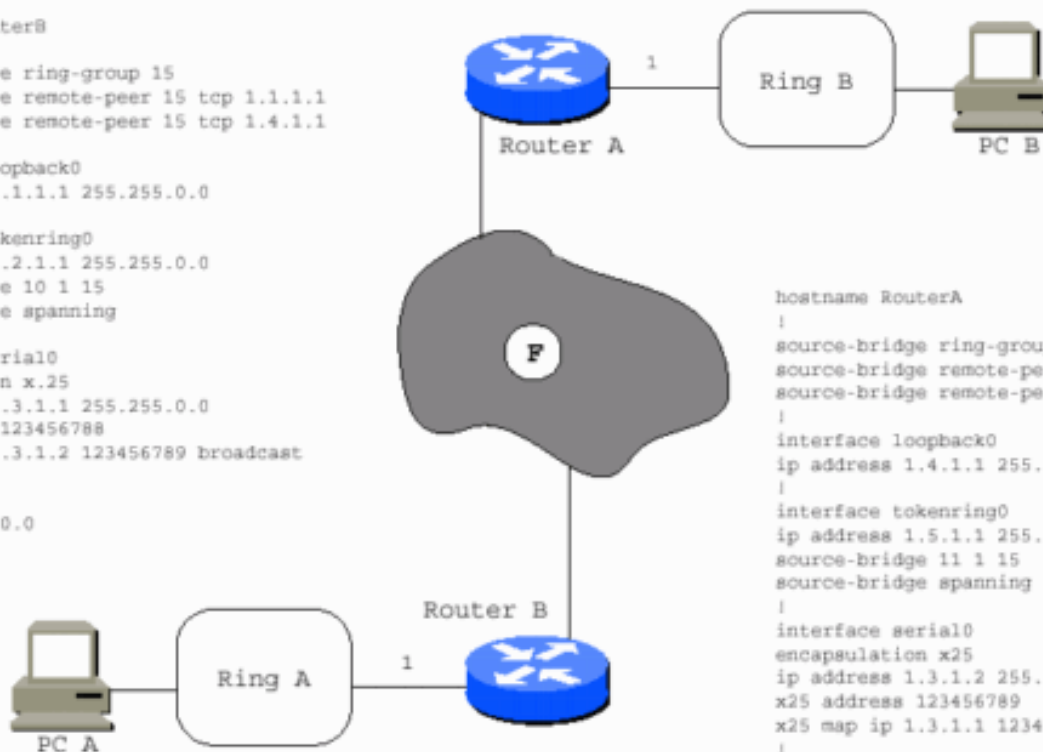 terB
e ring-group 15
e remote-peer 15 tcp 1.1.1.1
e remote-peer 15 tcp 1.4.1.1
opback0
.1.1.1 255.255.0.0
kenring0
.2.1.1 255.255.0.0
e 10 1 15
e spanning
rial0
n x.25
.3.1.1 255.255.0.0
123456788
.3.1.2 123456789 broadcast
0.0
1
Ring B
Router A
PC B
F
hostname RouterA
!
source-bridge ring-grou
source-bridge remote-pe
source-bridge remote-pe
!
interface loopback0
ip address 1.4.1.1 255.
!
interface tokenring0
ip address 1.5.1.1 255.
source-bridge 11 1 15
source-bridge spanning
!
interface serial0
encapsulation x25
ip address 1.3.1.2 255.
x25 address 123456789
x25 map ip 1.3.1.1 1234
!
Router B
Ring A
1
PC A